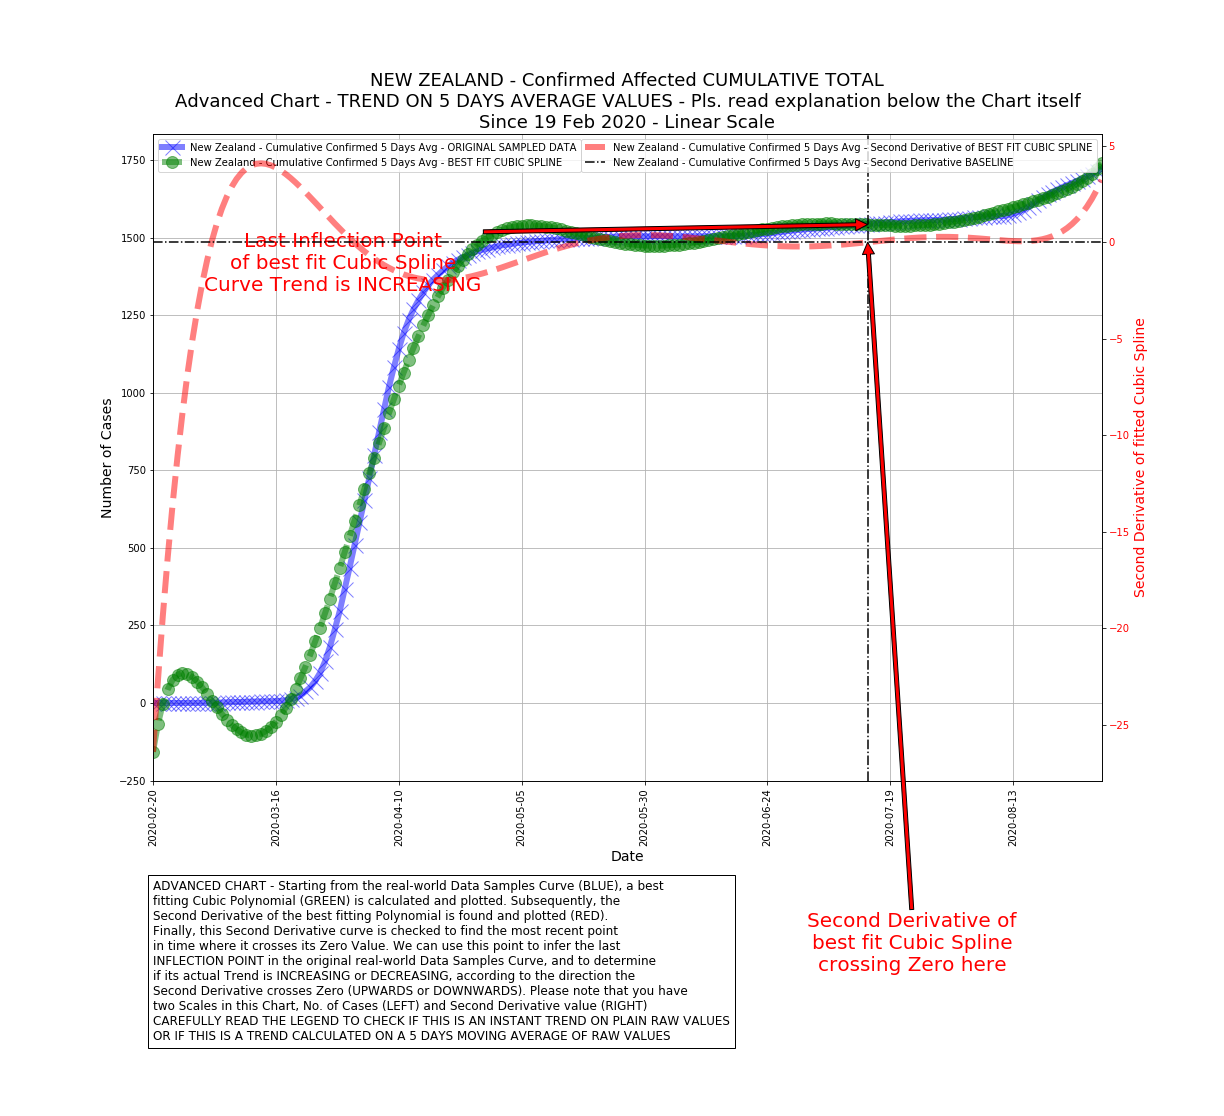 NEW ZEALAND - Confirmed Affected CUMULATIVE TOTAL
Advanced Chart - TREND ON 5 DAYS AVERAGE VALUES - Pls. read explanation below the Chart itself
Since 19 Feb 2020 - Linear Scale
New Zealand - Cumulative Confirmed 5 Days Avg - ORIGINAL SAMPLED DATA
New Zealand - Cumulative Confirmed 5 Days Avg - BEST FIT CUBIC SPLINE
New Zealand - Cumulative Confirmed 5 Days Avg - Second Derivative of BEST FIT CUBIC SPLINE
New Zealand - Cumulative Confirmed 5 Days Avg - Second Derivative BASELINE
Number of Cases
1750
1500
1250
1000
750
500
250
0
−250
Last Inflection Point
of best fit Cubic Spline
Curve Trend is INCREASING
5
0
−5
−10
−15
−20
−25
Second Derivative of fitted Cubic Spline
2020-02-20
2020-03-16
2020-04-10
2020-05-05
2020-05-30
2020-06-24
2020-07-19
2020-08-13
Date
Second Derivative of
best fit Cubic Spline
crossing Zero here
ADVANCED CHART - Starting from the real-world Data Samples Curve (BLUE), a best
fitting Cubic Polynomial (GREEN) is calculated and plotted. Subsequently, the
Second Derivative of the best fitting Polynomial is found and plotted (RED).
Finally, this Second Derivative curve is checked to find the most recent point
in time where it crosses its Zero Value. We can use this point to infer the last
INFLECTION POINT in the original real-world Data Samples Curve, and to determine
if its actual Trend is INCREASING or DECREASING, according to the direction the
Second Derivative crosses Zero (UPWARDS or DOWNWARDS). Please note that you have
two Scales in this Chart, No. of Cases (LEFT) and Second Derivative value (RIGHT)
CAREFULLY READ THE LEGEND TO CHECK IF THIS IS AN INSTANT TREND ON PLAIN RAW VALUES
OR IF THIS IS A TREND CALCULATED ON A 5 DAYS MOVING AVERAGE OF RAW VALUES